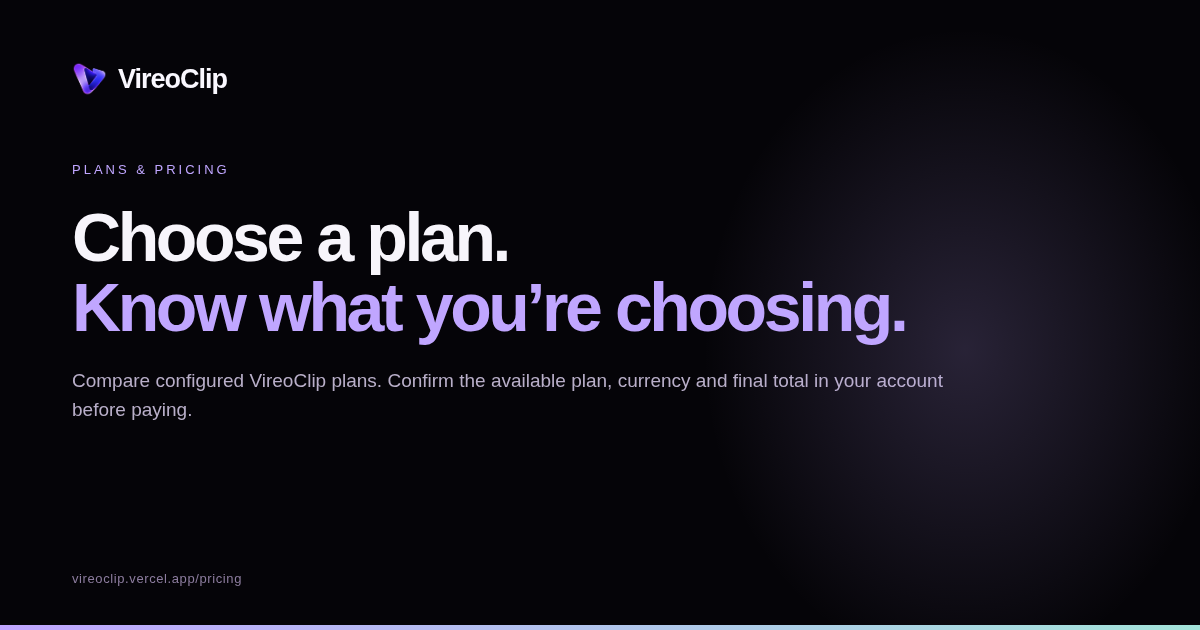 VireoClip
PLANS & PRICING
Choose a plan.
Know what you’re choosing.
Compare configured VireoClip plans. Confirm the available plan, currency and final total in your account
before paying.
vireoclip.vercel.app/pricing